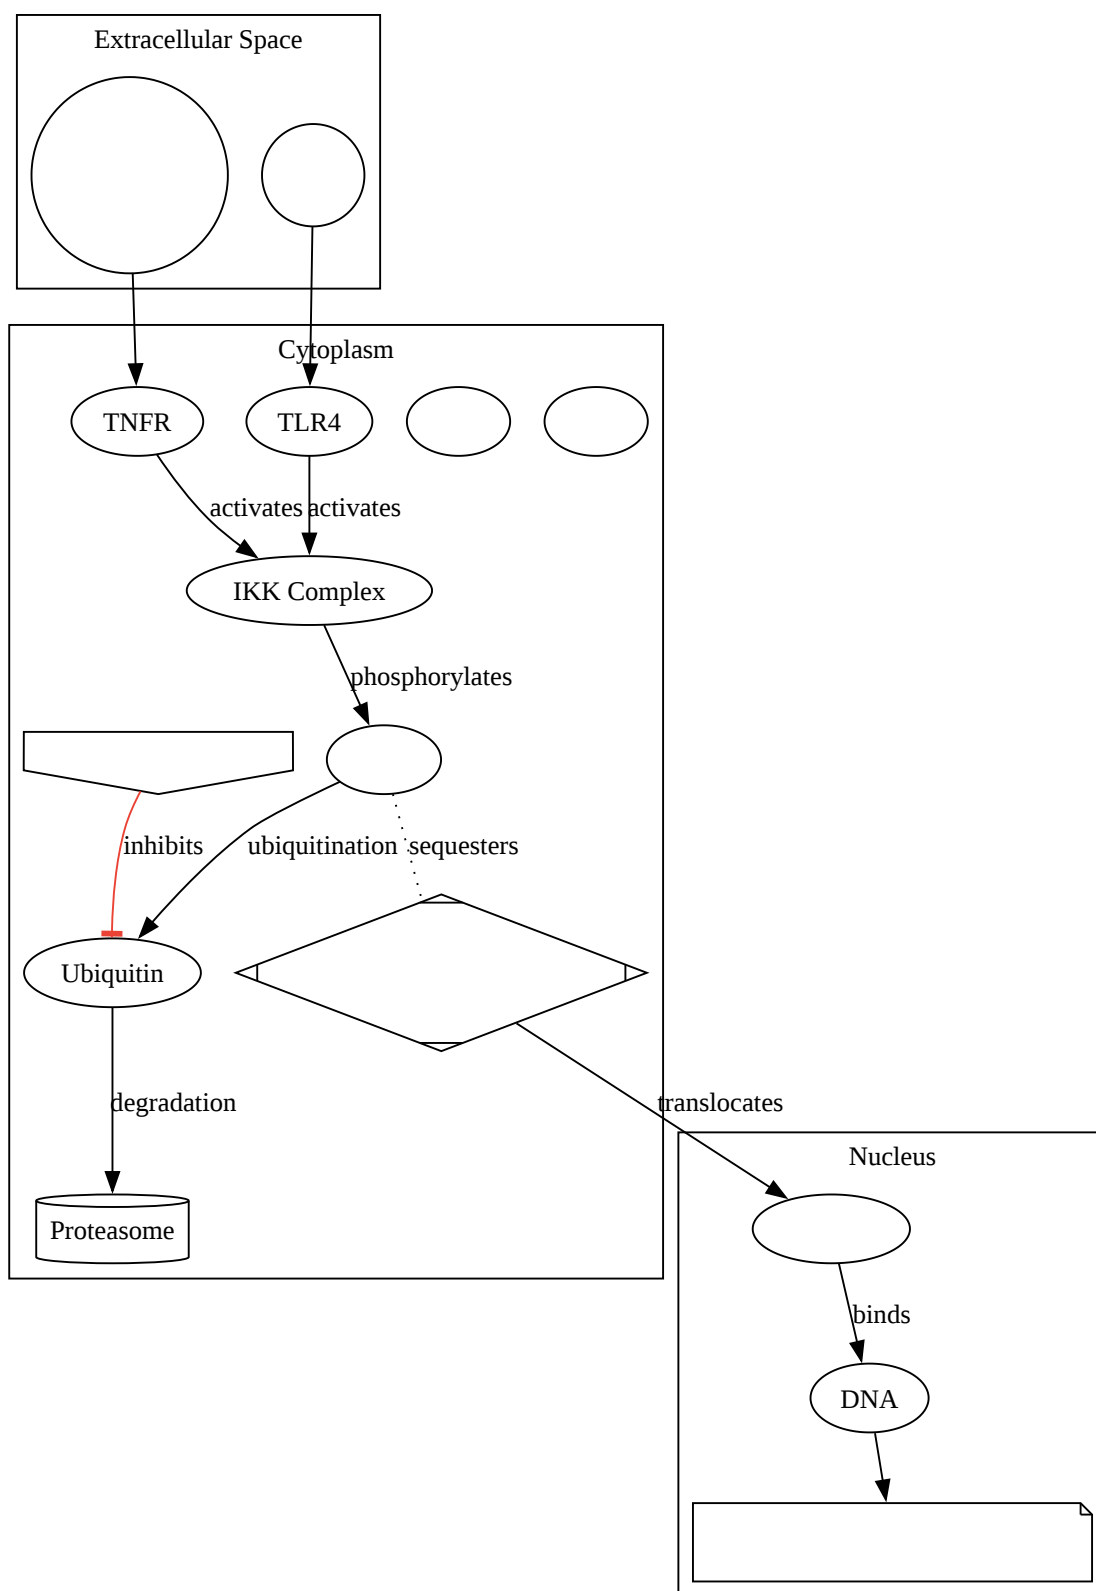 Extracellular Space
Cytoplasm
TNFR
TLR4
activates
activates
IKK Complex
phosphorylates
inhibits
ubiquitination
sequesters
Ubiquitin
degradation
translocates
Nucleus
Proteasome
binds
DNA